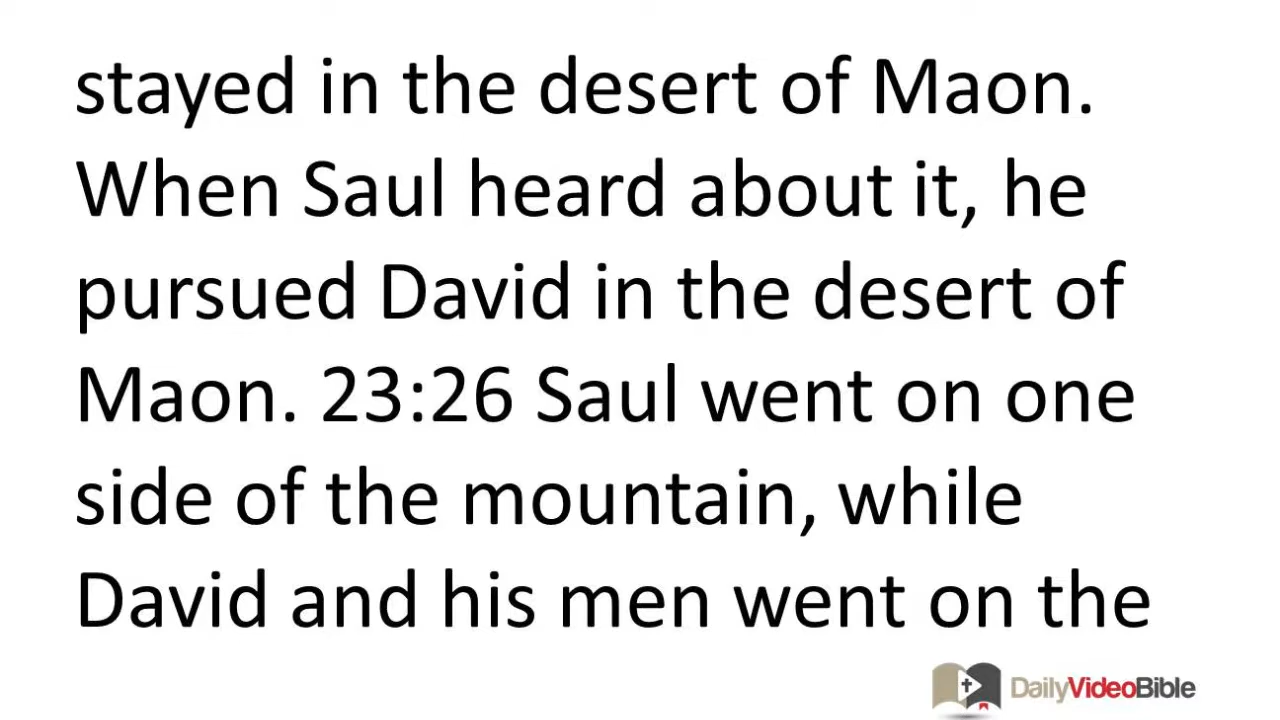 stayed in the desert of Maon.
When Saul heard about it, he
pursued David in the desert of
Maon. 23:26 Saul went on one
side of the mountain, while
David and his men went on the
DailyVideoBible